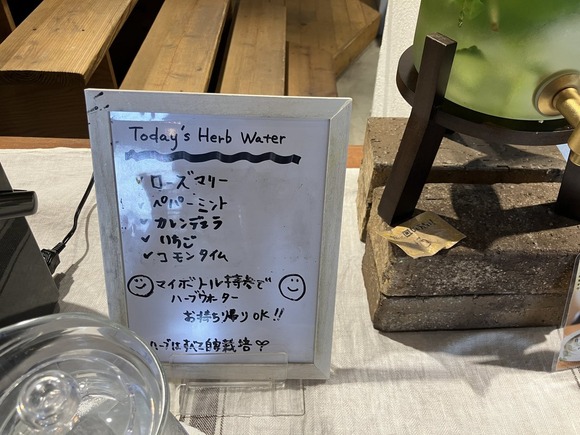 Today's Herb Water
✓ ローズマリー
ペパーミント
✓ カレンデュラ
✓ いちご
✓ コモンタイム
マイボトル持参で
ハーブウォーター
お持ち帰りOK!!
ハーブはすべて自家栽培♡